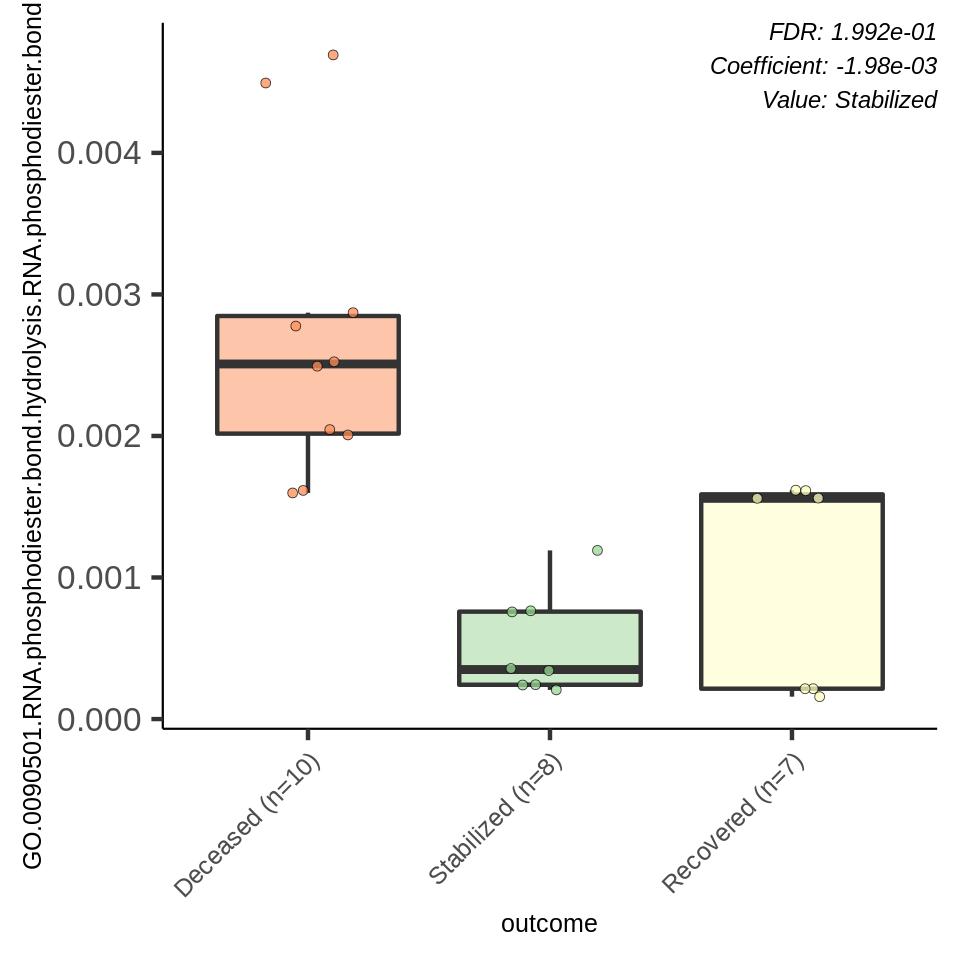 FDR: 1.992e-01
Coefficient: -1.98e-03
Value: Stabilized
GO.0090501.RNA.phosphodiester.bond.hydrolysis.RNA.phosphodiester.bond
0.004
0.003
0.002
0.001
0.000
Deceased (n=10)
Stabilized (n=8)
Recovered (n=7)
outcome